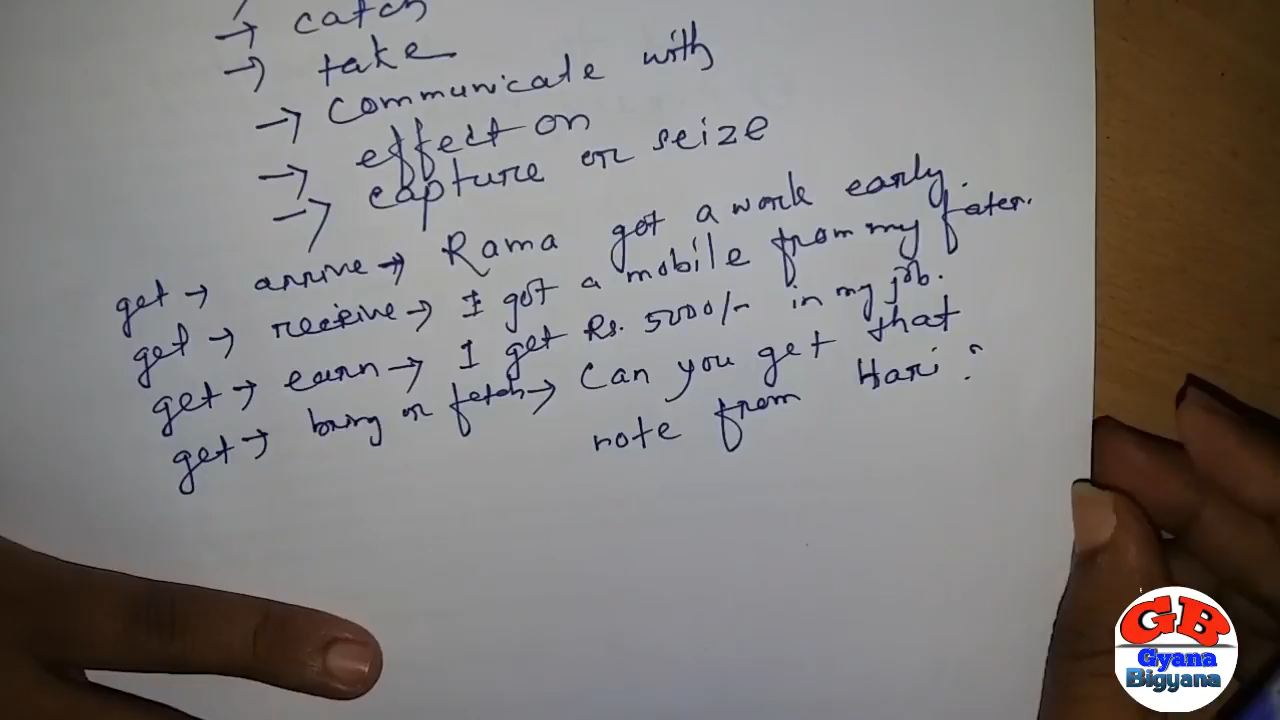 → catch
→ take
→ communicate with
→ effect on
→ capture or seize
get → arrive → Rama got a work early.
get → receive → I got a mobile from my fater.
get → earn → I get Rs. 5000/- in my job.
get → bring or fetch → Can you get that
note from Hari ?
GB
Gyana
Bigyana